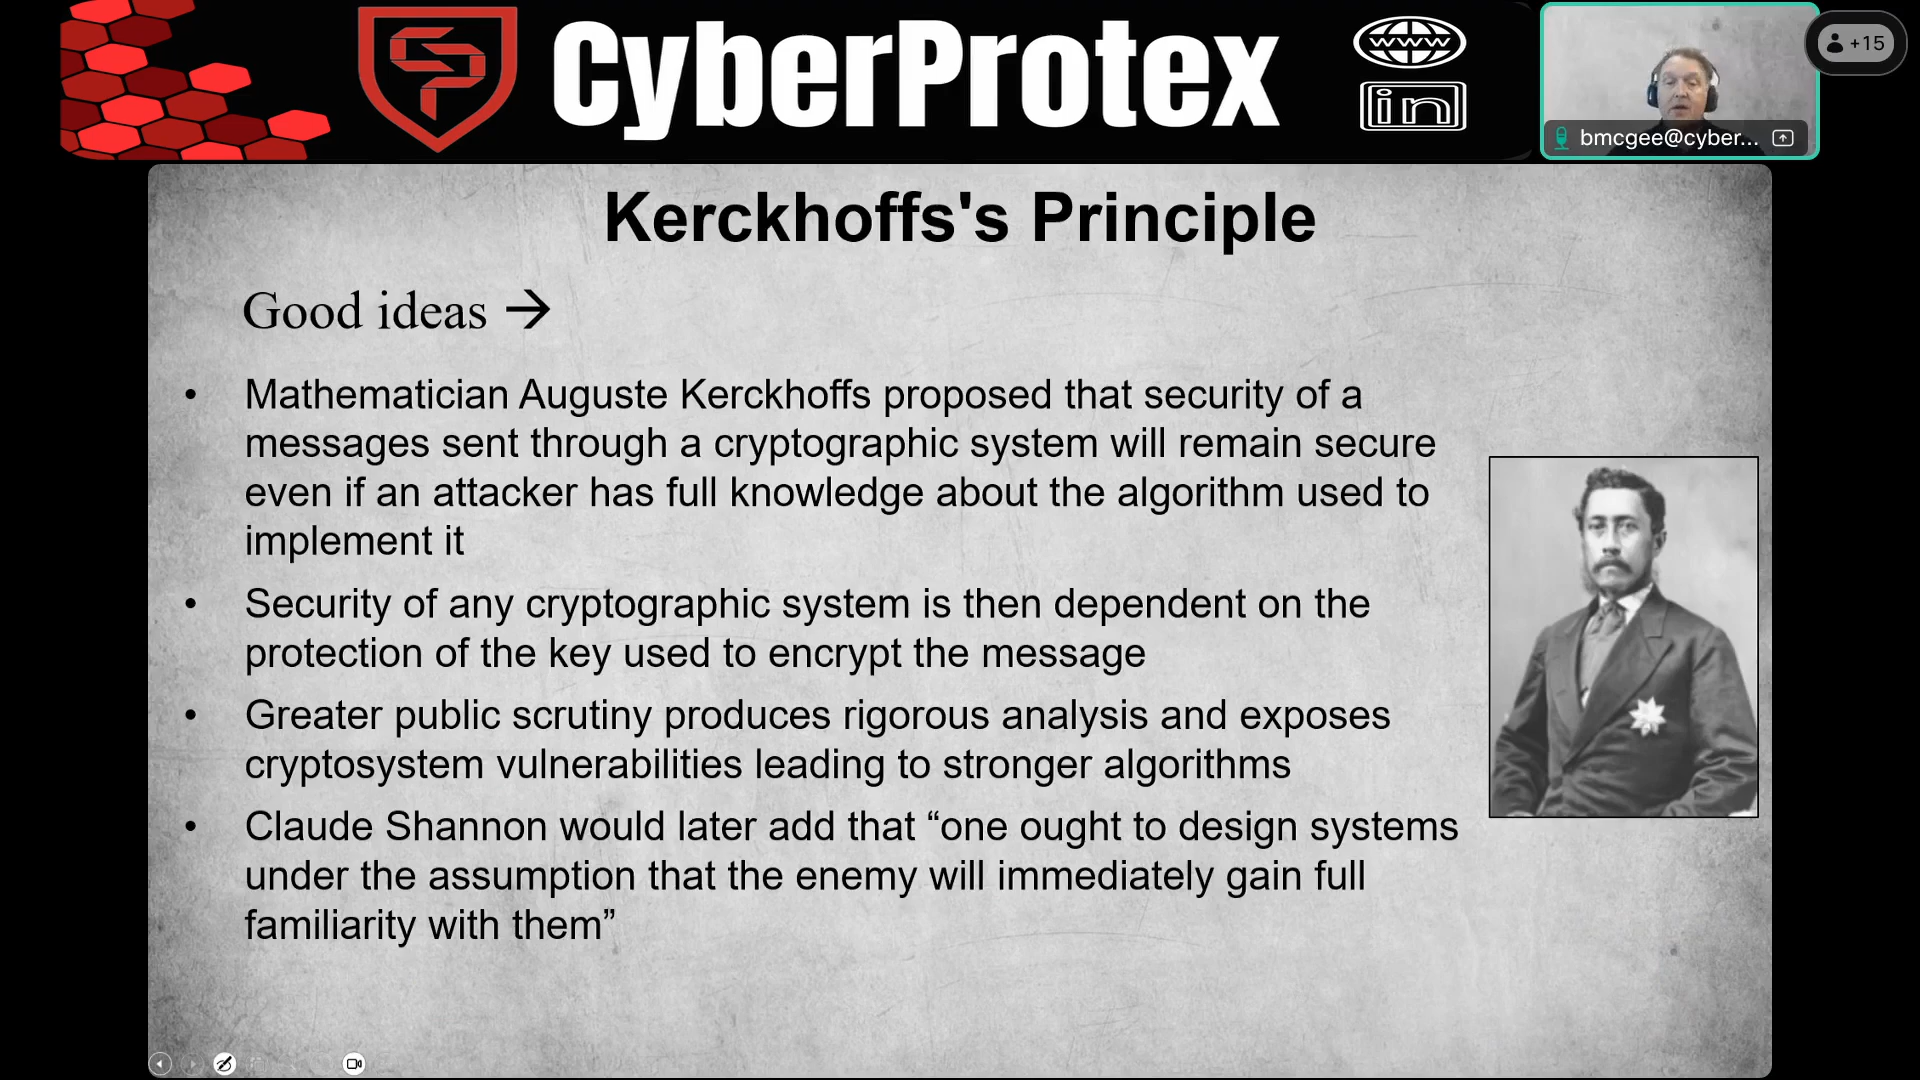 CyberProtex
www
in
+15
bmcgee@cyber...
Kerckhoffs's Principle
Good ideas →
• Mathematician Auguste Kerckhoffs proposed that security of a
messages sent through a cryptographic system will remain secure
even if an attacker has full knowledge about the algorithm used to
implement it
• Security of any cryptographic system is then dependent on the
protection of the key used to encrypt the message
• Greater public scrutiny produces rigorous analysis and exposes
cryptosystem vulnerabilities leading to stronger algorithms
• Claude Shannon would later add that “one ought to design systems
under the assumption that the enemy will immediately gain full
familiarity with them”